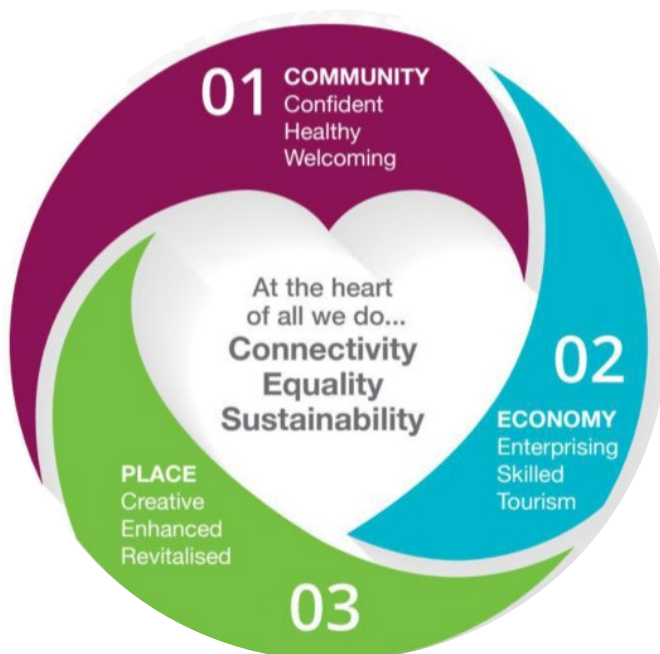 01
COMMUNITY
Confident
Healthy
Welcoming
At the heart
of all we do...
Connectivity
Equality
Sustainability
02
ECONOMY
Enterprising
Skilled
Tourism
PLACE
Creative
Enhanced
Revitalised
03